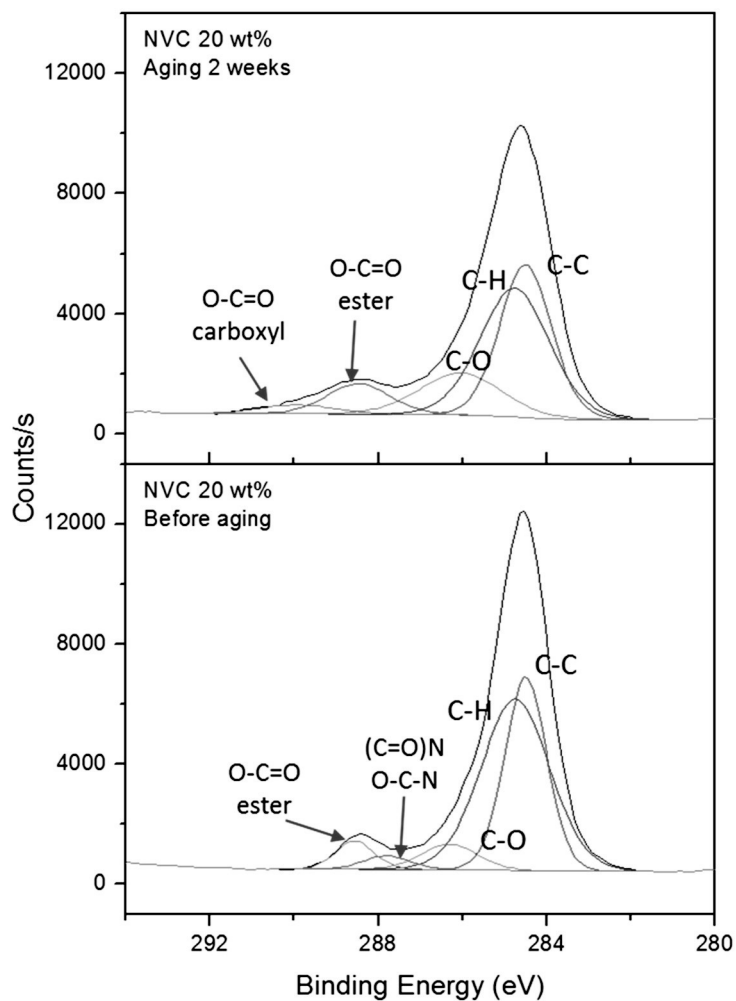 NVC 20 wt%
Aging 2 weeks
12000
8000
4000
0
O-C=O
carboxyl
O-C=O
ester
C-H
C-C
C-O
Counts/s
NVC 20 wt%
Before aging
12000
8000
4000
0
O-C=O
ester
(C=O)N
O-C-N
C-H
C-C
C-O
292
288
284
280
Binding Energy (eV)